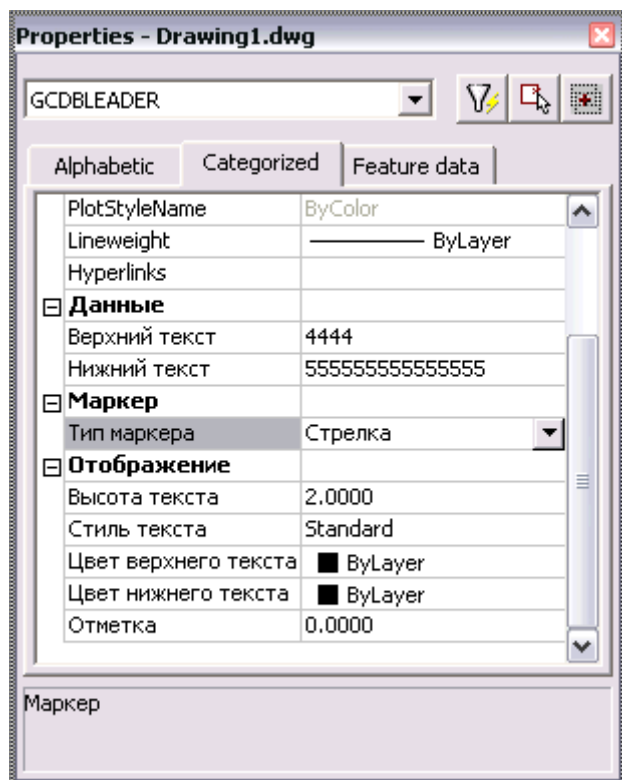 Properties - Drawing1.dwg
GCDBLEADER
Alphabetic Categorized Feature data
PlotStyleName ByColor
Lineweight ByLayer
Hyperlinks
Данные
Верхний текст 4444
Нижний текст 555555555555555
Маркер
Тип маркера Стрелка
Отображение
Высота текста 2.0000
Стиль текста Standard
Цвет верхнего текста ByLayer
Цвет нижнего текста ByLayer
Отметка 0.0000
Маркер